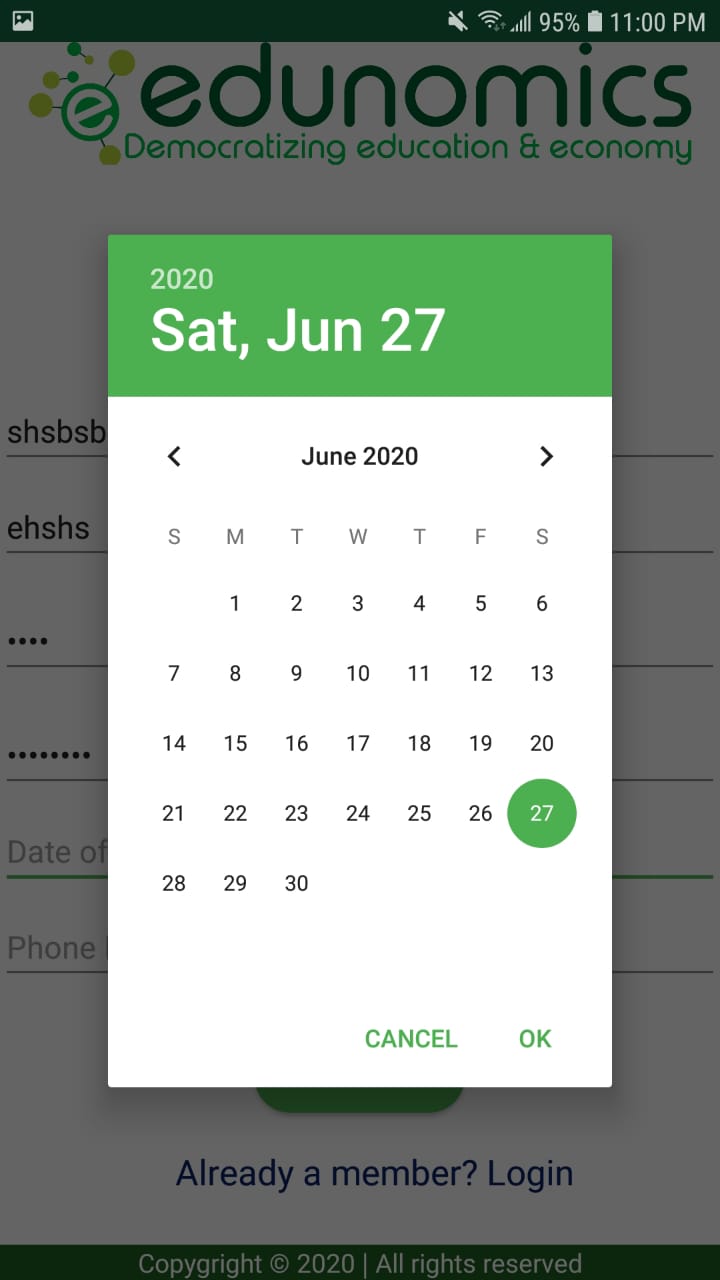 95% 11:00 PM
edunomics
Democratizing education & economy
2020
Sat, Jun 27
shsbsb
June 2020
S M T W T F S
ehshs
1 2 3 4 5 6
••••
7 8 9 10 11 12 13
14 15 16 17 18 19 20
••••••••
21 22 23 24 25 26 27
Date of
28 29 30
Phone
CANCEL OK
Already a member? Login
Copygright © 2020 | All rights reserved